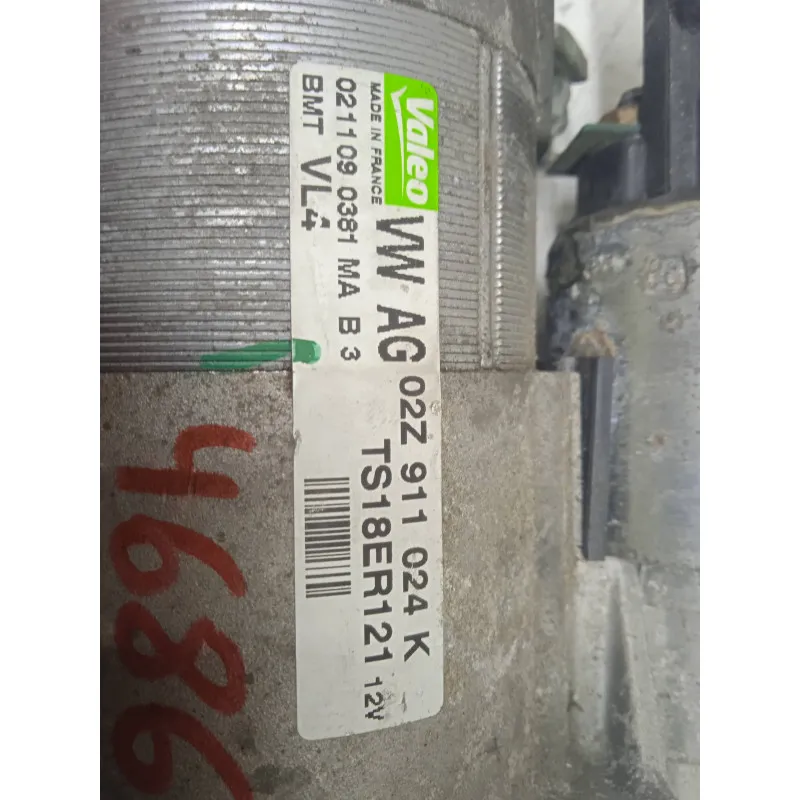 Valeo
MADE IN FRANCE
VW AG
02Z 911 024 K
TS18ER121 12V
021109 0381 MA B 3
BMT VL4
4686